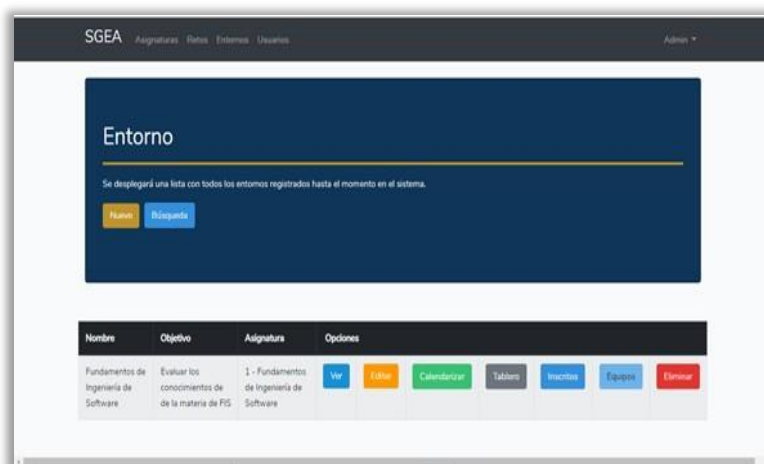 SGEA Asignaturas Retos Entornos Usuarios Admin
Entorno
Se desplegará una lista con todos los entornos registrados hasta el momento en el sistema.
Nuevo Búsqueda
Nombre Objetivo Asignatura Opciones
Fundamentos de Ingeniería de Software
Evaluar los conocimientos de de la materia de FIS
1 - Fundamentos de Ingeniería de Software
Ver Editar Calendarizar Tablero Inscritos Equipos Eliminar